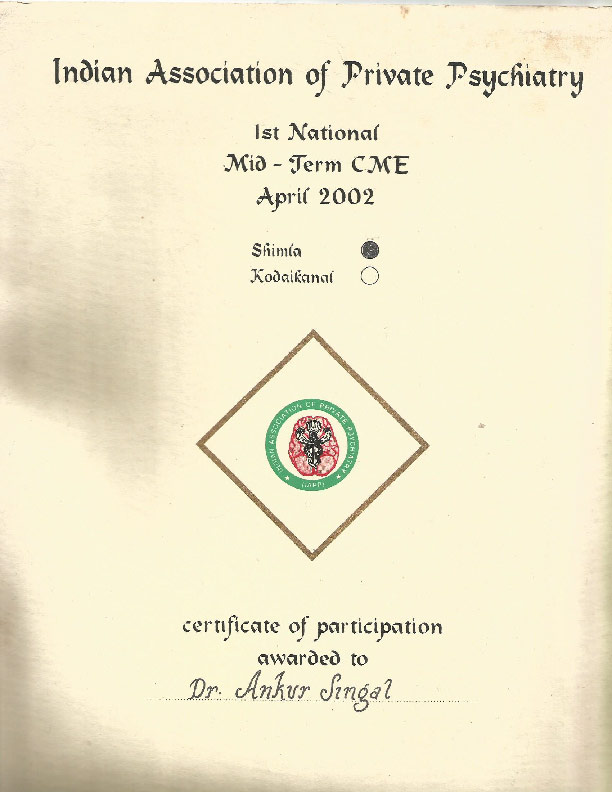 Indian Association of Private Psychiatry
1st National
Mid - Term CME
April 2002
Shimla
Kodaikanal
INDIAN ASSOCIATION OF PRIVATE PSYCHIATRY
certificate of participation
awarded to
Dr. Ankur Singal